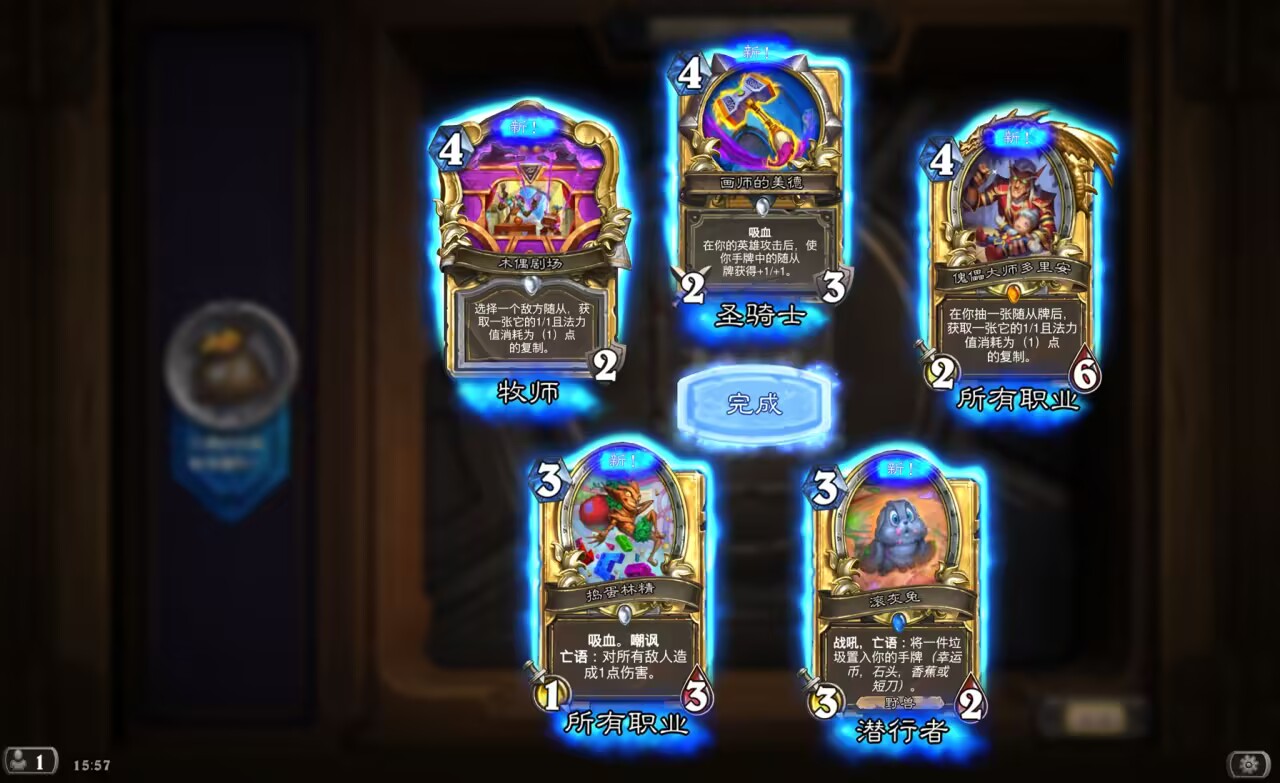 新！
4
画师的美德
吸血
在你的英雄攻击后，使
你手牌中的随从
牌获得+1/+1。
2
3
圣骑士
新！
4
木偶剧场
选择一个敌方随从，获
取一张它的1/1且法力
值消耗为（1）点
的复制。
2
牧师
新！
4
傀儡大师多里安
在你抽一张随从牌后，
获取一张它的1/1且法力
值消耗为（1）点
的复制。
2
6
所有职业
完成
新！
3
捣蛋林精
吸血。嘲讽
亡语：对所有敌人造
成1点伤害。
1
3
所有职业
新！
3
滚灰兔
战吼，亡语：将一件垃
圾置入你的手牌（幸运
币，石头，香蕉或
短刀）。
野兽
3
2
潜行者
1
15:57